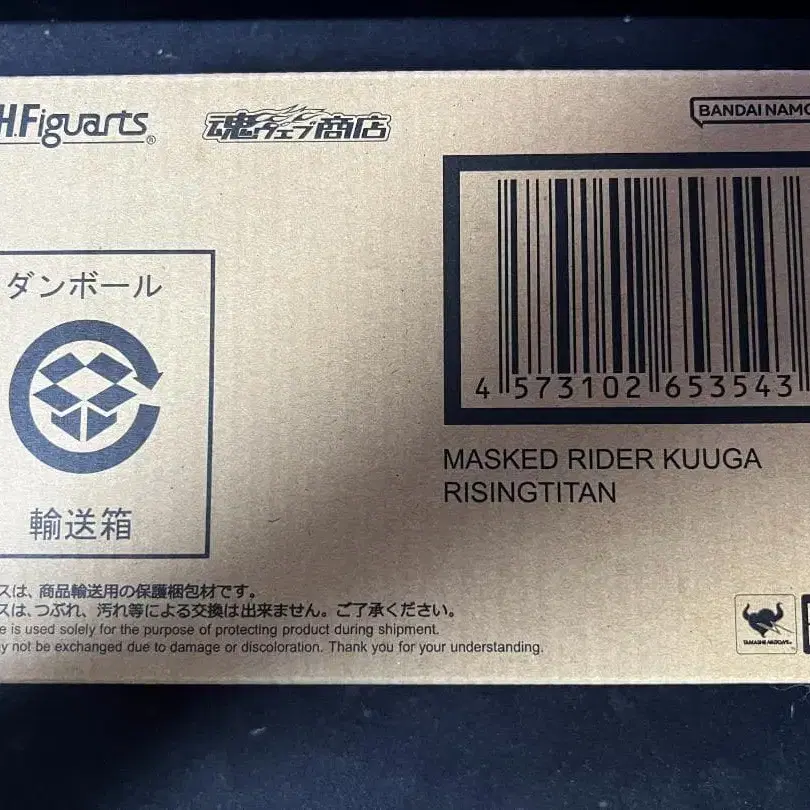 H.Figuarts®
魂ウェブ商店
BANDAI NAMCO
ダンボール
輸送箱
4 573102 653543
MASKED RIDER KUUGA
RISINGTITAN
スは、商品輸送用の保護梱包材です。
スは、つぶれ、汚れ等による交換は出来ません。ご了承ください。
e is used solely for the purpose of protecting product during shipment.
y not be exchanged due to damage or discoloration. Thank you for your understanding.
TAMASHII NATIONS